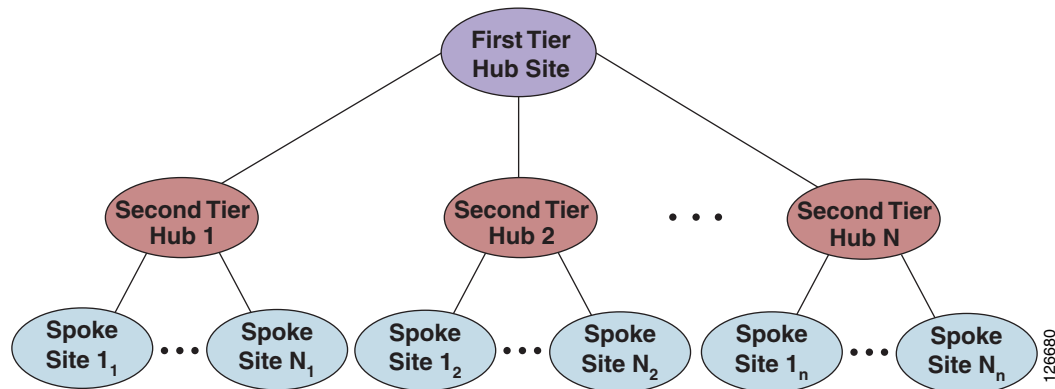 First Tier
Hub Site
Second Tier
Hub 1
Second Tier
Hub 2
• • •
Second Tier
Hub N
Spoke
Site 1₁
•••
Spoke
Site N₁
Spoke
Site 1₂
•••
Spoke
Site N₂
Spoke
Site 1ₙ
•••
Spoke
Site Nₙ
126680